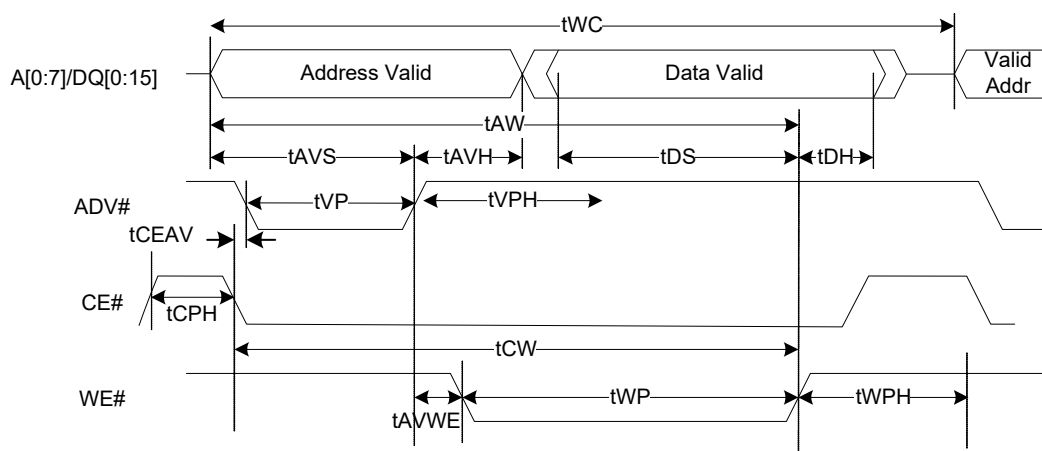 tWC
A[0:7]/DQ[0:15]
Address Valid
Data Valid
Valid
Addr
tAW
tAVS
tAVH
tDS
tDH
ADV#
tVP
tVPH
tCEAV
CE#
tCPH
tCW
WE#
tAVWE
tWP
tWPH